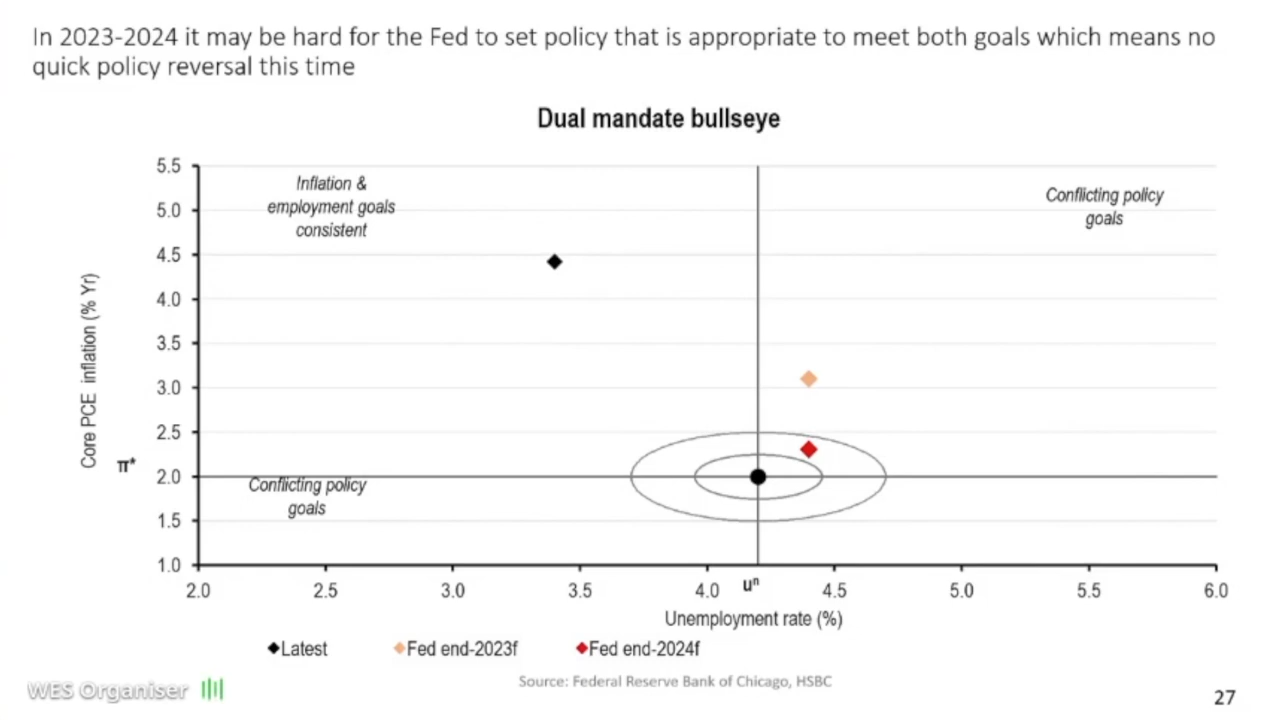 In 2023-2024 it may be hard for the Fed to set policy that is appropriate to meet both goals which means no
quick policy reversal this time
Dual mandate bullseye
5.5
Inflation &
employment goals
consistent
Conflicting policy
goals
5.0
4.5
4.0
3.5
3.0
2.5
2.0
1.5
1.0
Core PCE inflation (% Yr)
π*
Conflicting policy
goals
2.0 2.5 3.0 3.5 4.0 uⁿ 4.5 5.0 5.5 6.0
Unemployment rate (%)
Latest Fed end-2023f Fed end-2024f
Source: Federal Reserve Bank of Chicago, HSBC
WES Organiser
27